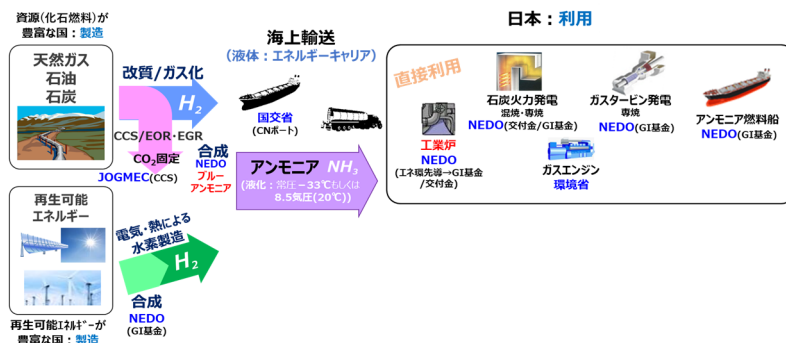 資源(化石燃料)が
豊富な国：製造
天然ガス
石油
石炭
改質/ガス化
H2
CCS/EOR・EGR
CO2固定
JOGMEC(CCS)
合成
NEDO
ブルー
アンモニア
再生可能
エネルギー
電気・熱による
水素製造
H2
合成
NEDO
(GI基金)
再生可能ｴﾈﾙｷﾞｰが
豊富な国：製造
海上輸送
(液体：エネルギーキャリア)
国交省
(CNポート)
アンモニア NH3
(液化：常圧－33℃もしくは
8.5気圧(20℃))
日本：利用
直接利用
工業炉
NEDO
(エネ環先導→GI基金
/交付金)
石炭火力発電
混焼・専焼
NEDO(交付金/GI基金)
ガスタービン発電
専焼
NEDO(GI基金)
ガスエンジン
環境省
アンモニア燃料船
NEDO(GI基金)